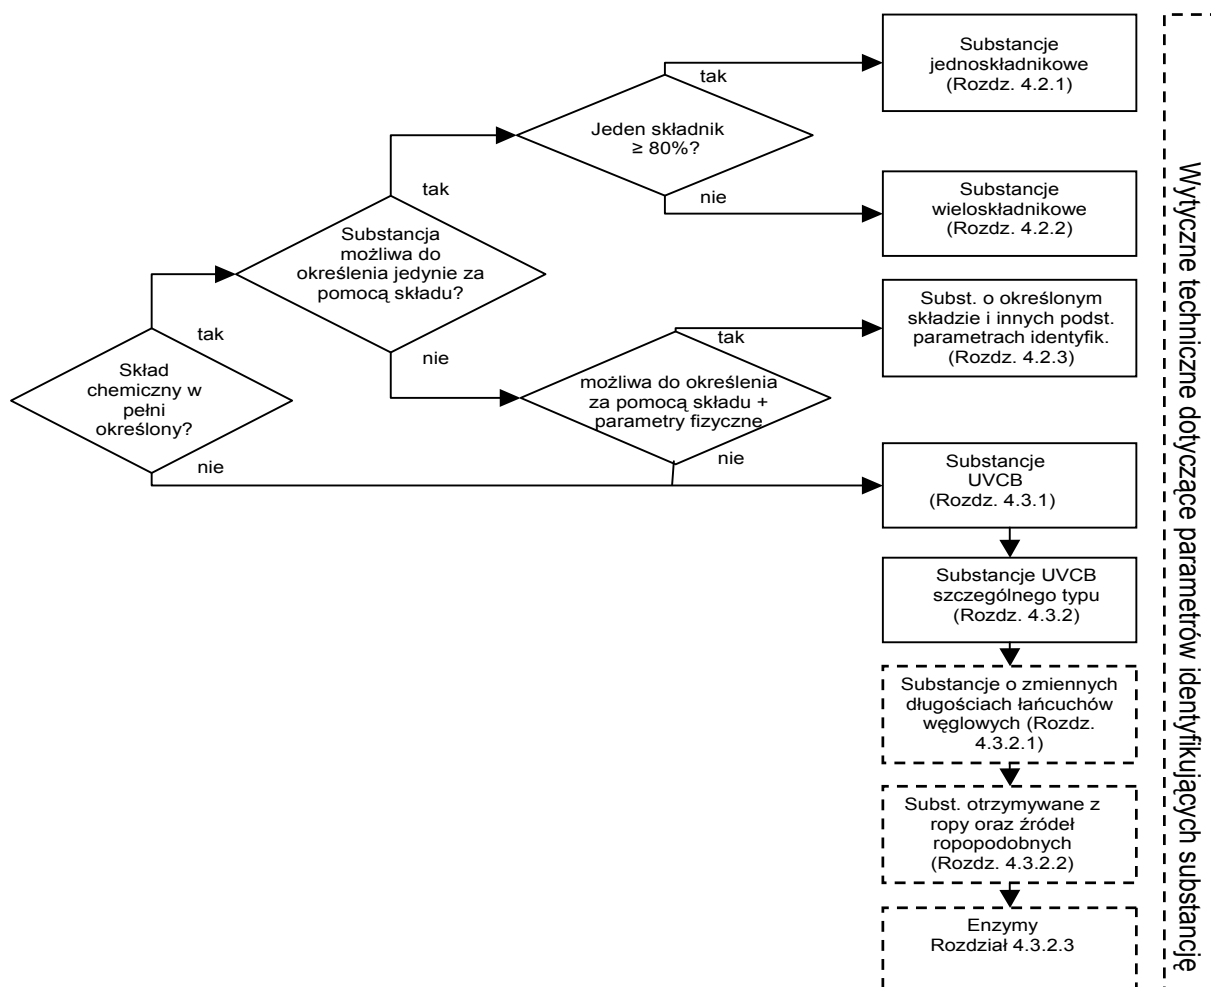 Substancje
jednoskładnikowe
(Rozdz. 4.2.1)
tak
Jeden składnik
≥ 80%?
nie
Substancje
wieloskładnikowe
(Rozdz. 4.2.2)
tak
Substancja
możliwa do
określenia jedynie za
pomocą składu?
nie
Subst. o określonym
składzie i innych podst.
parametrach identyfik.
(Rozdz. 4.2.3)
tak
Skład
chemiczny w
pełni
określony?
nie
tak
możliwa do określenia
za pomocą składu +
parametry fizyczne
nie
Substancje
UVCB
(Rozdz. 4.3.1)
Substancje UVCB
szczególnego typu
(Rozdz. 4.3.2)
Substancje o zmiennych
długościach łańcuchów
węglowych (Rozdz.
4.3.2.1)
Subst. otrzymywane z
ropy oraz źródeł
ropopodobnych
(Rozdz. 4.3.2.2)
Enzymy
Rozdział 4.3.2.3
Wytyczne techniczne dotyczące parametrów identyfikujących substancję